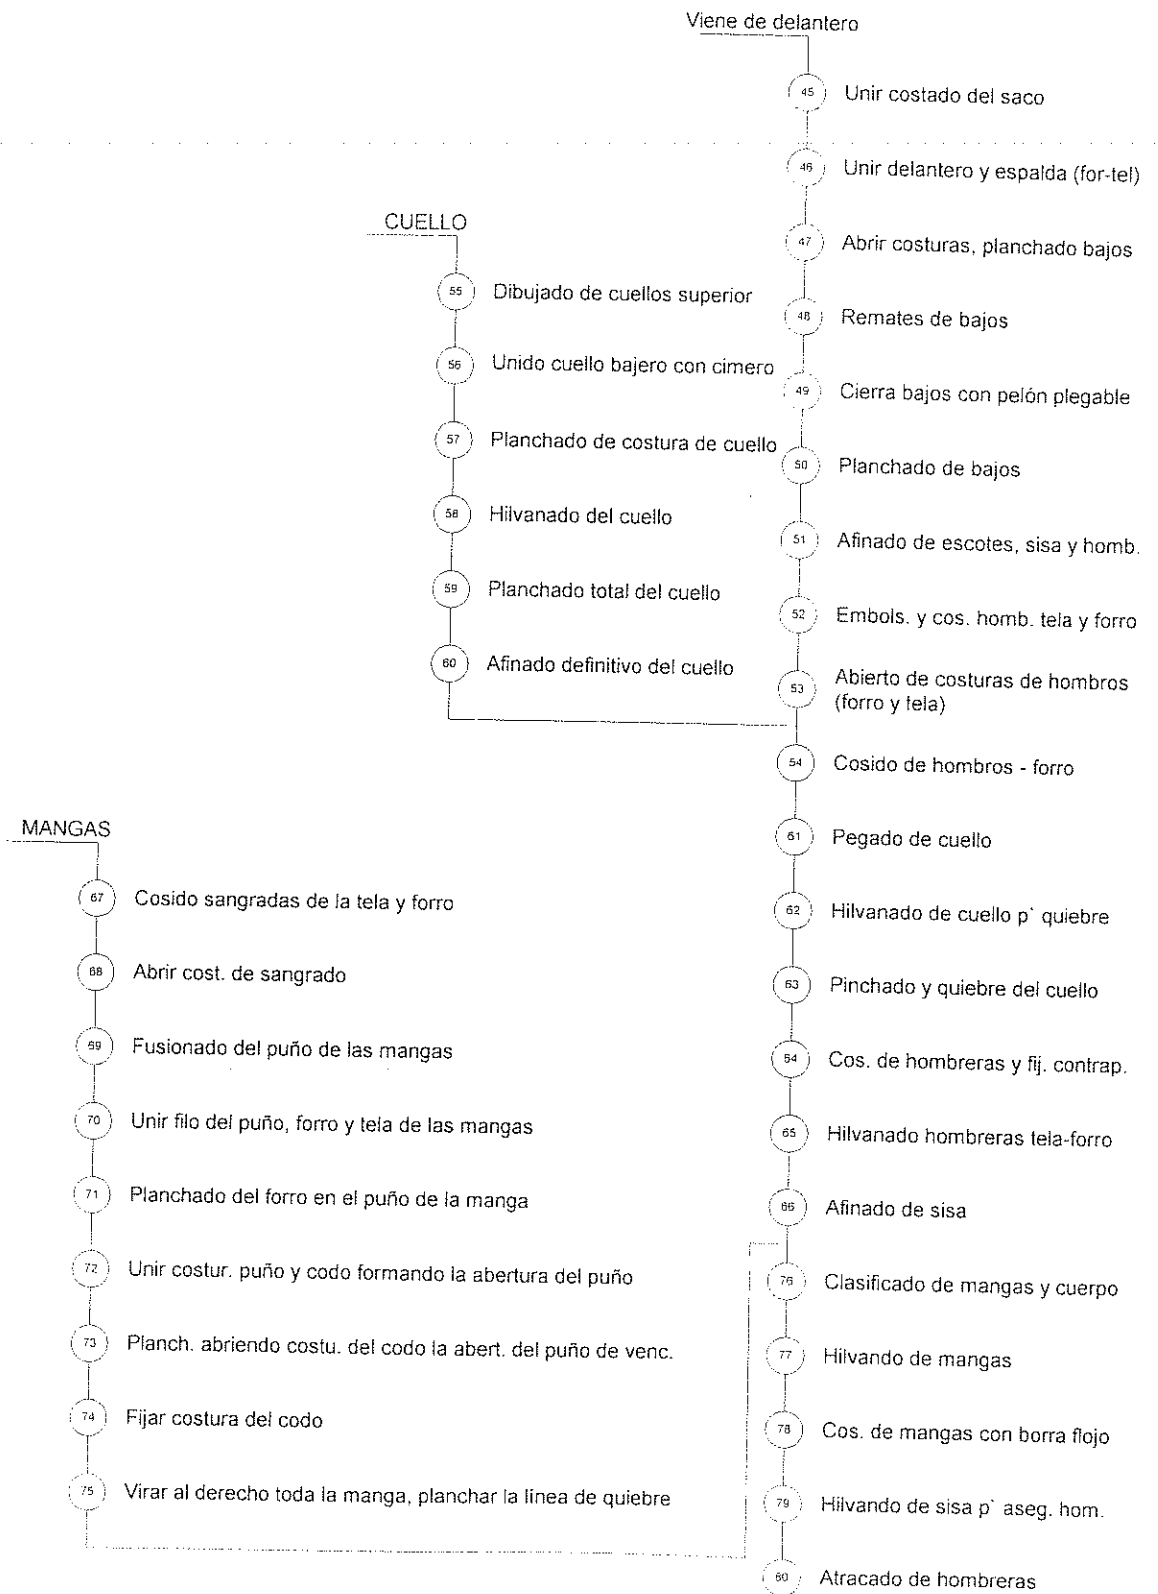 Viene de delantero
45 Unir costado del saco
46 Unir delantero y espalda (for-tel)
47 Abrir costuras, planchado bajos
48 Remates de bajos
49 Cierra bajos con pelón plegable
50 Planchado de bajos
51 Afinado de escotes, sisa y homb.
52 Embols. y cos. homb. tela y forro
53 Abierto de costuras de hombros
(forro y tela)
CUELLO
55 Dibujado de cuellos superior
56 Unido cuello bajero con cimero
57 Planchado de costura de cuello
58 Hilvanado del cuello
59 Planchado total del cuello
60 Afinado definitivo del cuello
54 Cosido de hombros - forro
61 Pegado de cuello
62 Hilvanado de cuello p` quiebre
63 Pinchado y quiebre del cuello
54 Cos. de hombreras y fij. contrap.
65 Hilvanado hombreras tela-forro
66 Afinado de sisa
MANGAS
67 Cosido sangradas de la tela y forro
68 Abrir cost. de sangrado
69 Fusionado del puño de las mangas
70 Unir filo del puño, forro y tela de las mangas
71 Planchado del forro en el puño de la manga
72 Unir costur. puño y codo formando la abertura del puño
73 Planch. abriendo costu. del codo la abert. del puño de venc.
74 Fijar costura del codo
75 Virar al derecho toda la manga, planchar la línea de quiebre
76 Clasificado de mangas y cuerpo
77 Hilvando de mangas
78 Cos. de mangas con borra flojo
79 Hilvando de sisa p` aseg. hom.
80 Atracado de hombreras